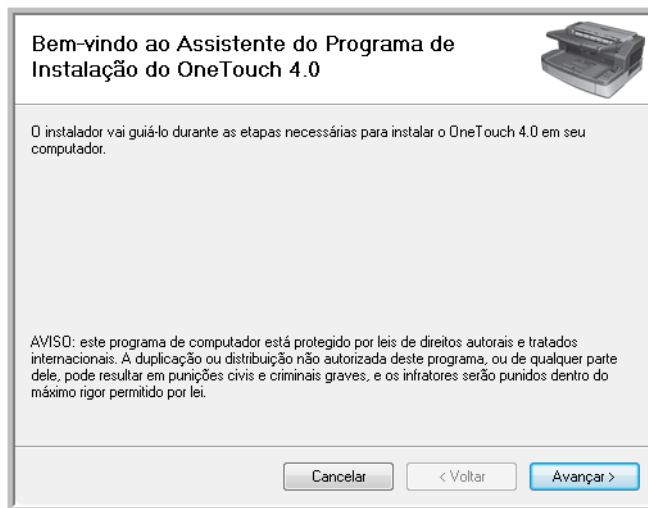 Bem-vindo ao Assistente do Programa de
Instalação do OneTouch 4.0
O instalador vai guiá-lo durante as etapas necessárias para instalar o OneTouch 4.0 em seu
computador.
AVISO: este programa de computador está protegido por leis de direitos autorais e tratados
internacionais. A duplicação ou distribuição não autorizada deste programa, ou de qualquer parte
dele, pode resultar em punições civis e criminais graves, e os infratores serão punidos dentro do
máximo rigor permitido por lei.
Cancelar
< Voltar
Avançar >